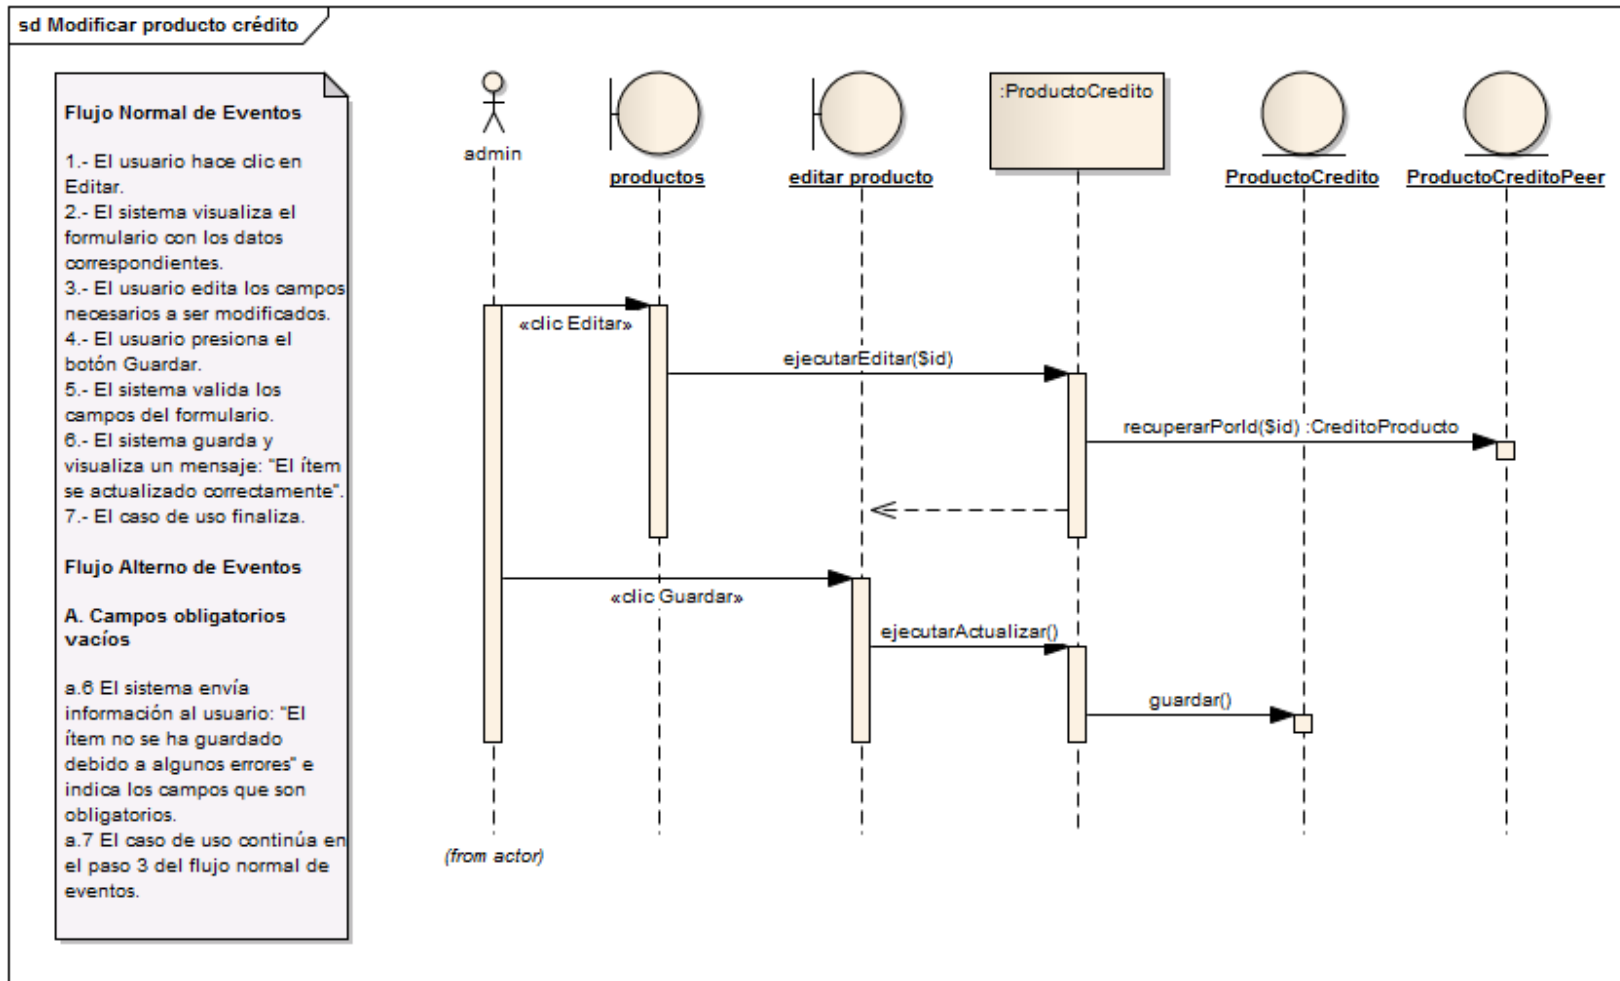 sd Modificar producto crédito
Flujo Normal de Eventos
1.- El usuario hace clic en
Editar.
2.- El sistema visualiza el
formulario con los datos
correspondientes.
3.- El usuario edita los campos
necesarios a ser modificados.
4.- El usuario presiona el
botón Guardar.
5.- El sistema valida los
campos del formulario.
6.- El sistema guarda y
visualiza un mensaje: "El ítem
se actualizado correctamente".
7.- El caso de uso finaliza.
Flujo Alterno de Eventos
A. Campos obligatorios
vacíos
a.6 El sistema envía
información al usuario: "El
ítem no se ha guardado
debido a algunos errores" e
indica los campos que son
obligatorios.
a.7 El caso de uso continúa en
el paso 3 del flujo normal de
eventos.
admin
productos
editar producto
:ProductoCredito
ProductoCredito
ProductoCreditoPeer
«clic Editar»
ejecutarEditar($id)
recuperarPorId($id) :CreditoProducto
«clic Guardar»
ejecutarActualizar()
guardar()
(from actor)